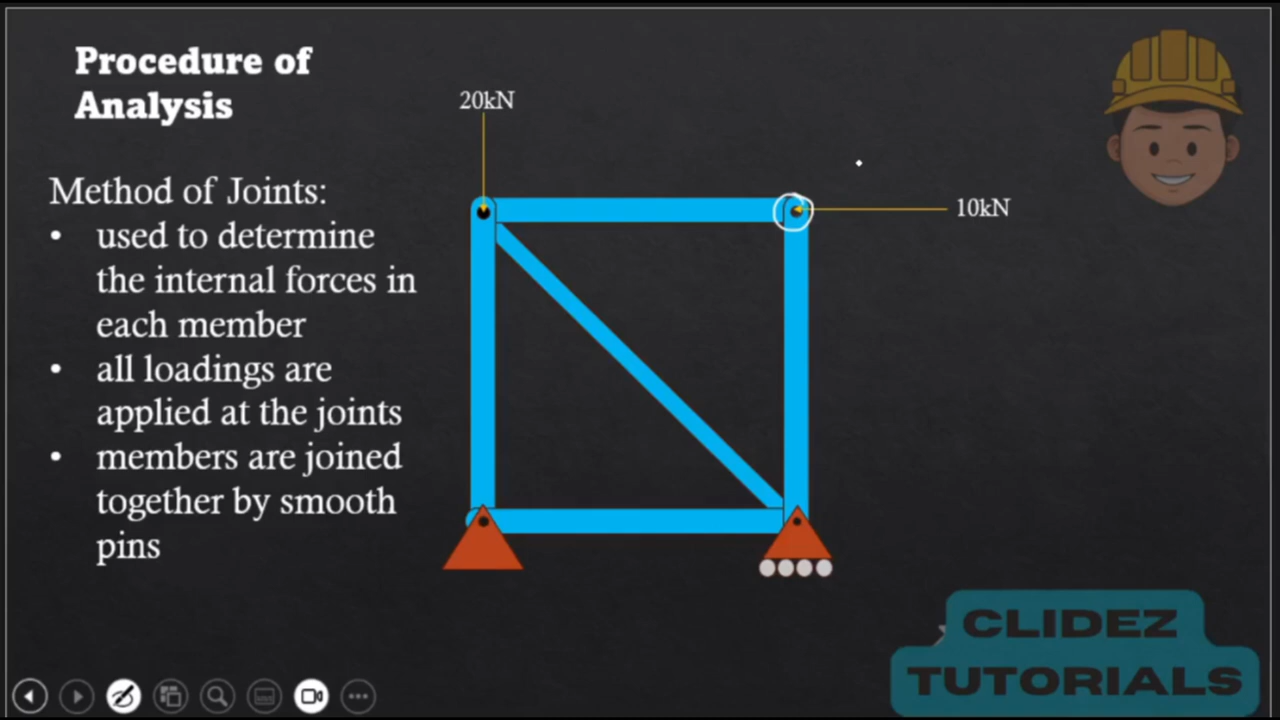 Procedure of
Analysis
Method of Joints:
• used to determine
the internal forces in
each member
• all loadings are
applied at the joints
• members are joined
together by smooth
pins
20kN
10kN
CLIDEZ
TUTORIALS